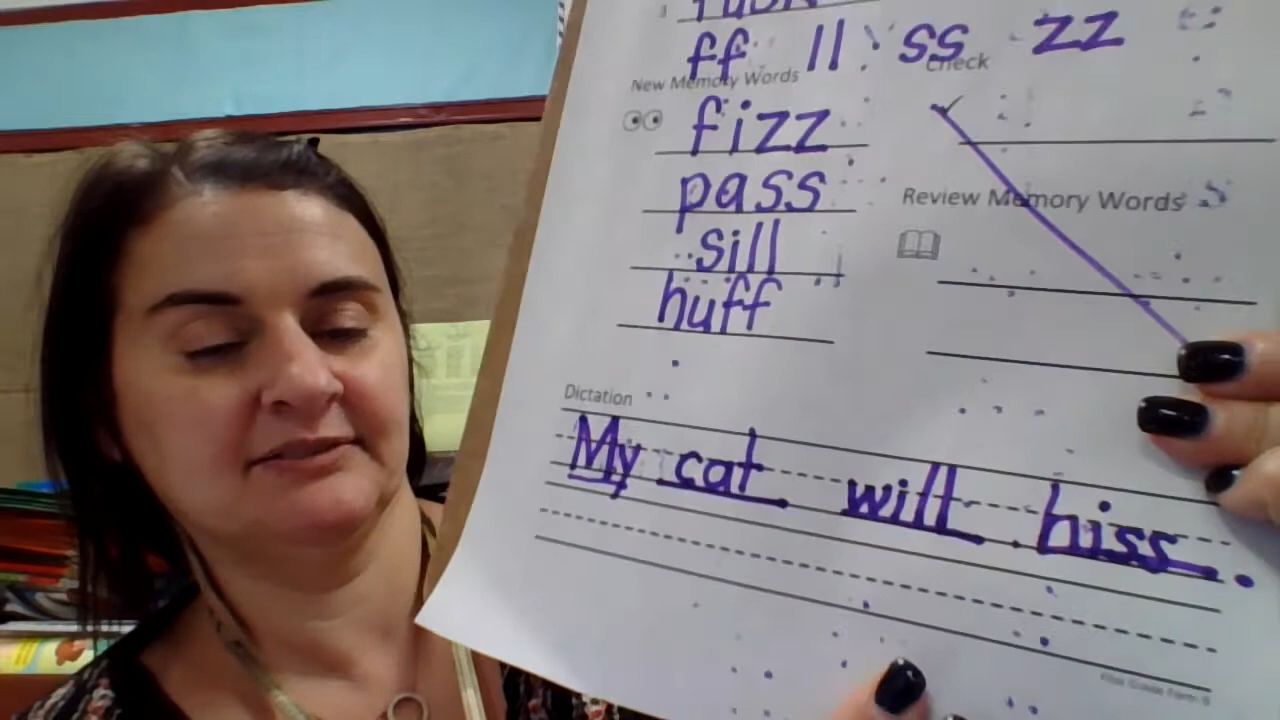 ff ll ss zz
New Memory Words
Check
fizz
pass
Review Memory Words
sill
huff
Dictation
My cat will hiss.